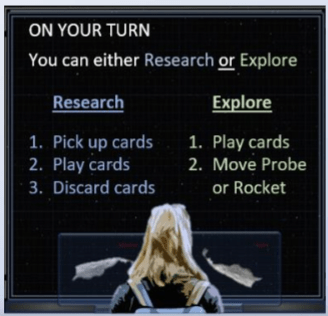 ON YOUR TURN
You can either Research or Explore
Research
1. Pick up cards
2. Play cards
3. Discard cards
Explore
1. Play cards
2. Move Probe
or Rocket